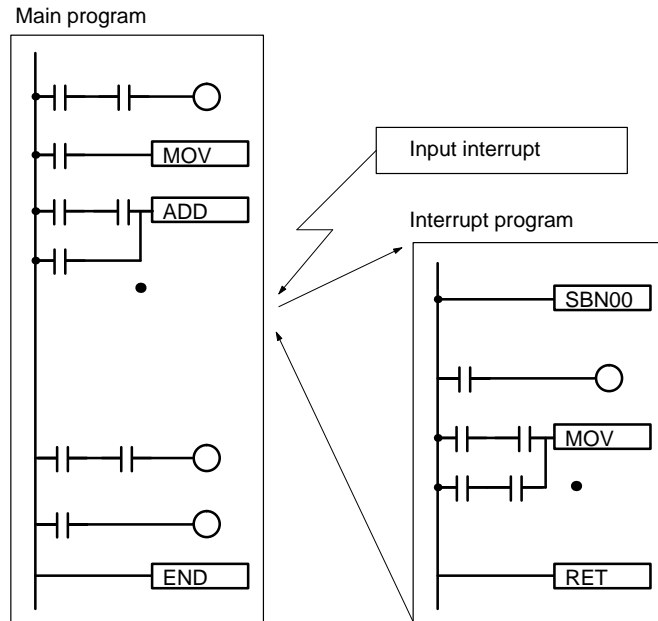 Main program
MOV
ADD
END
Input interrupt
Interrupt program
SBN00
MOV
RET